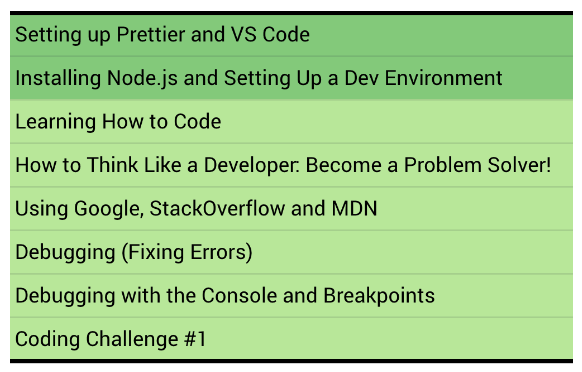 Setting up Prettier and VS Code
Installing Node.js and Setting Up a Dev Environment
Learning How to Code
How to Think Like a Developer: Become a Problem Solver!
Using Google, StackOverflow and MDN
Debugging (Fixing Errors)
Debugging with the Console and Breakpoints
Coding Challenge #1